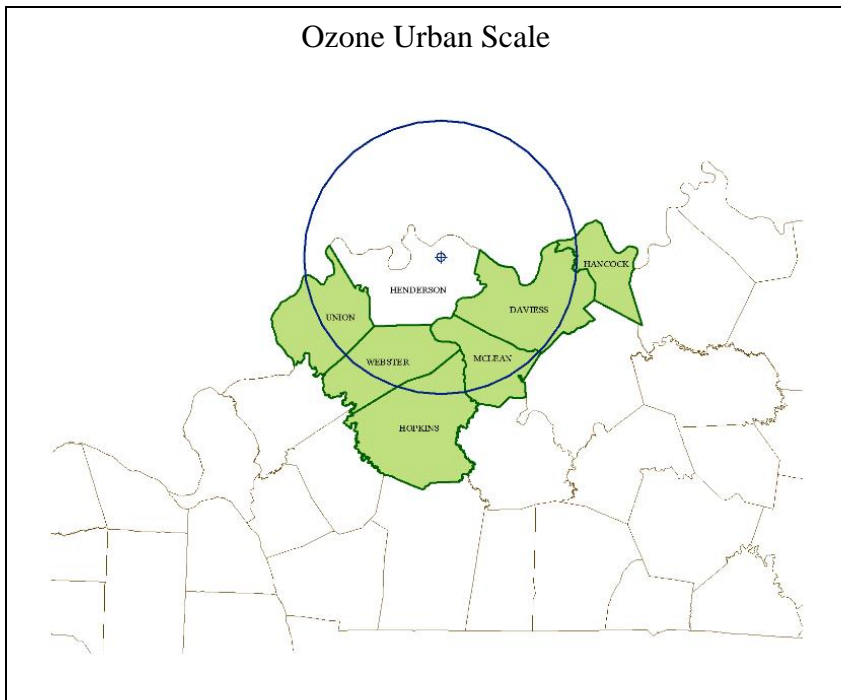 Ozone Urban Scale
HANCOCK
HENDERSON
DAVIESS
UNION
MCLEAN
WEBSTER
HOPKINS